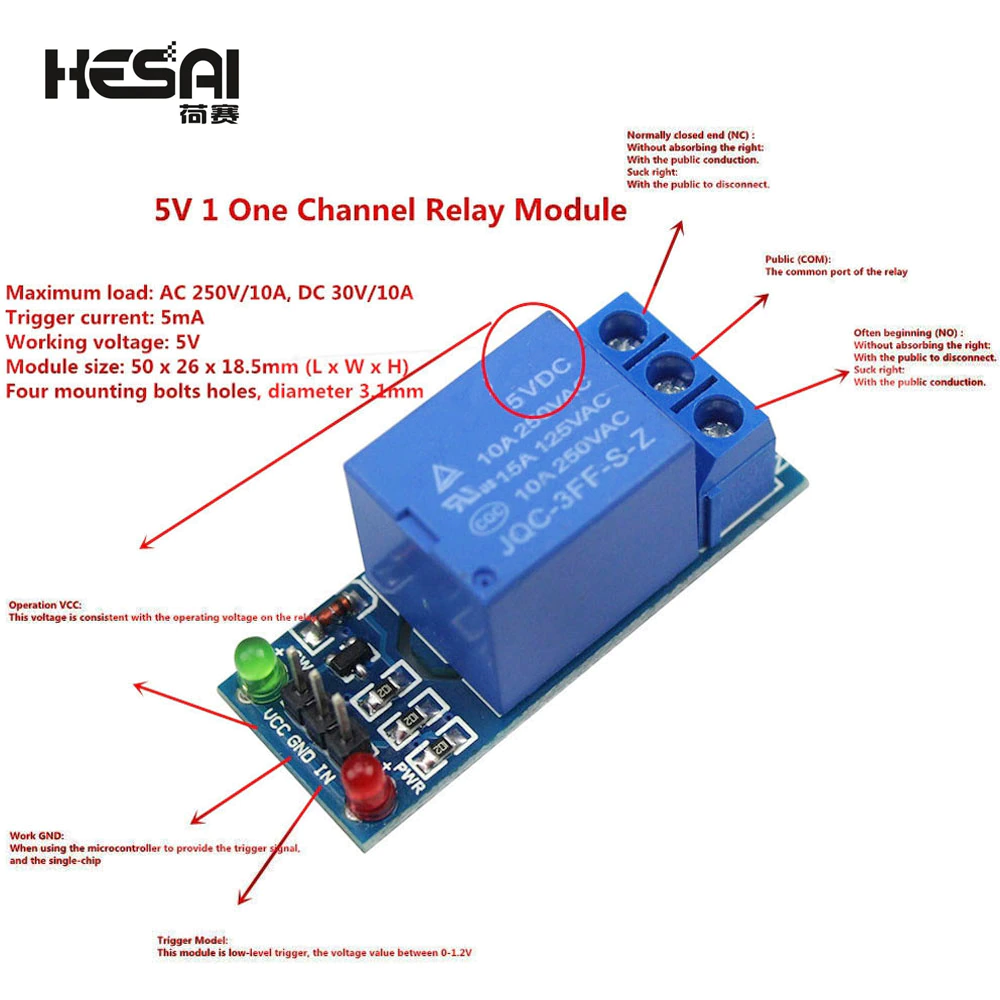 HESAI
荷赛
Normally closed end (NC) :
Without absorbing the right:
With the public conduction.
Suck right:
With the public to disconnect.
5V 1 One Channel Relay Module
Public (COM):
The common port of the relay
Maximum load: AC 250V/10A, DC 30V/10A
Trigger current: 5mA
Working voltage: 5V
Module size: 50 x 26 x 18.5mm (L x W x H)
Four mounting bolts holes, diameter 3.1mm
Often beginning (NO) :
Without absorbing the right:
With the public to disconnect.
Suck right:
With the public conduction.
5VDC
10A 250VAC
15A 125VAC
10A 250VAC
CQC
JQC-3FF-S-Z
Operation VCC:
This voltage is consistent with the operating voltage on the relay
VCC GND IN
+ PWR
102
102
102
Work GND:
When using the microcontroller to provide the trigger signal,
and the single-chip
Trigger Model:
This module is low-level trigger, the voltage value between 0-1.2V